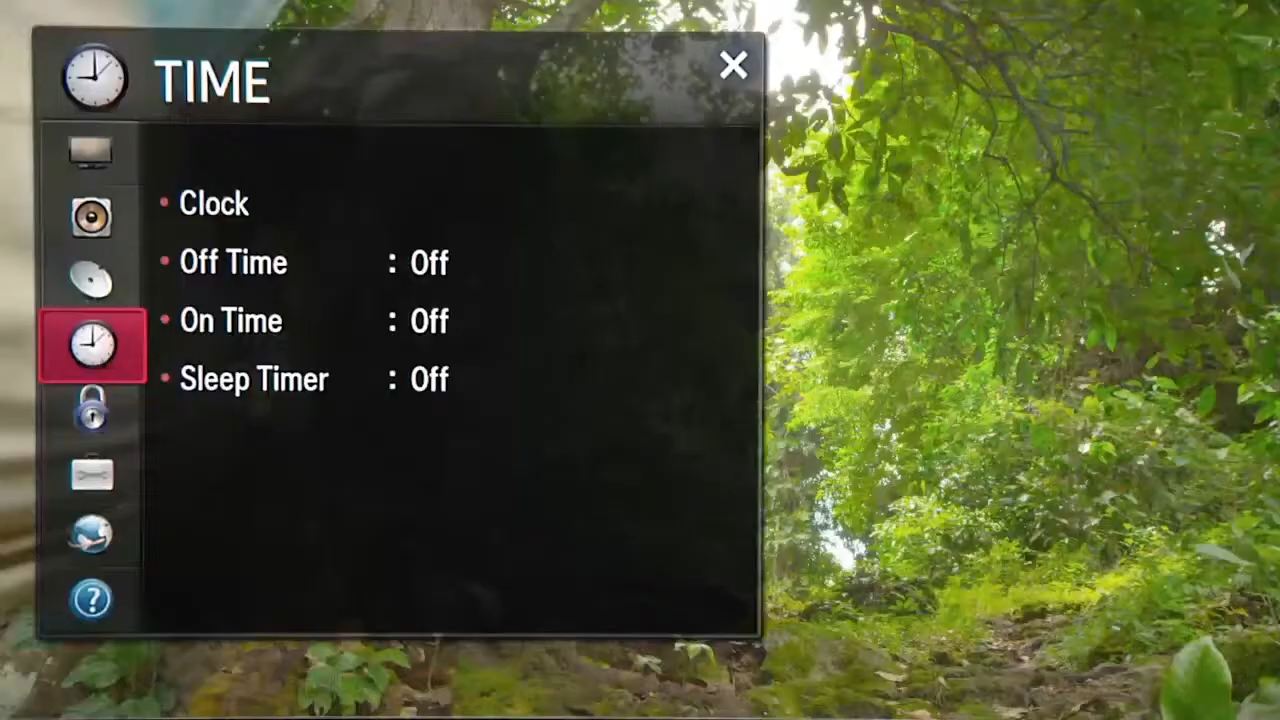 TIME
Clock
Off Time : Off
On Time : Off
Sleep Timer : Off